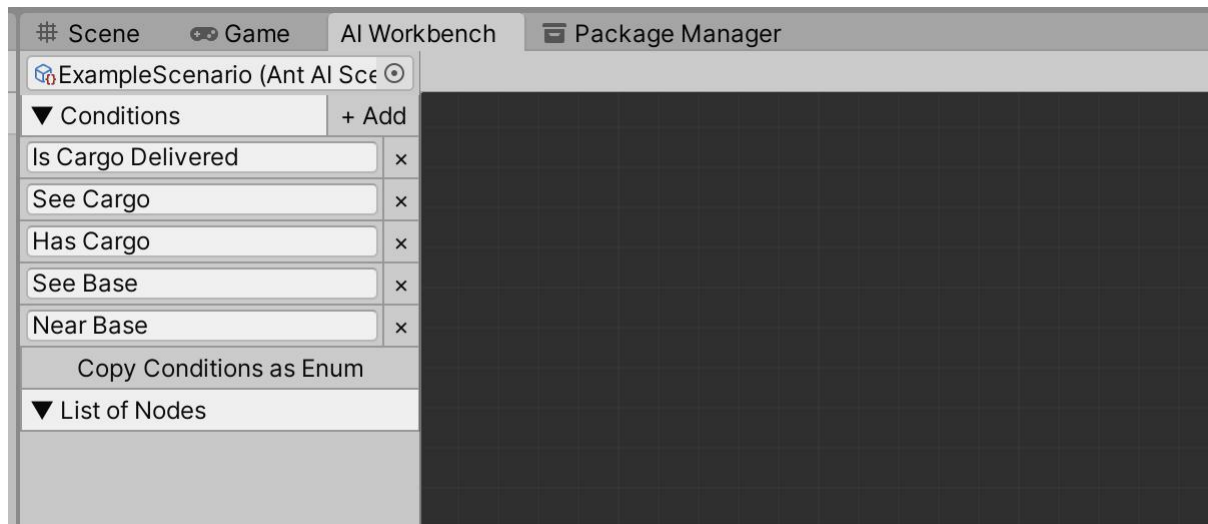 Scene Game AI Workbench Package Manager
ExampleScenario (Ant AI Sce
Conditions + Add
Is Cargo Delivered ×
See Cargo ×
Has Cargo ×
See Base ×
Near Base ×
Copy Conditions as Enum
List of Nodes